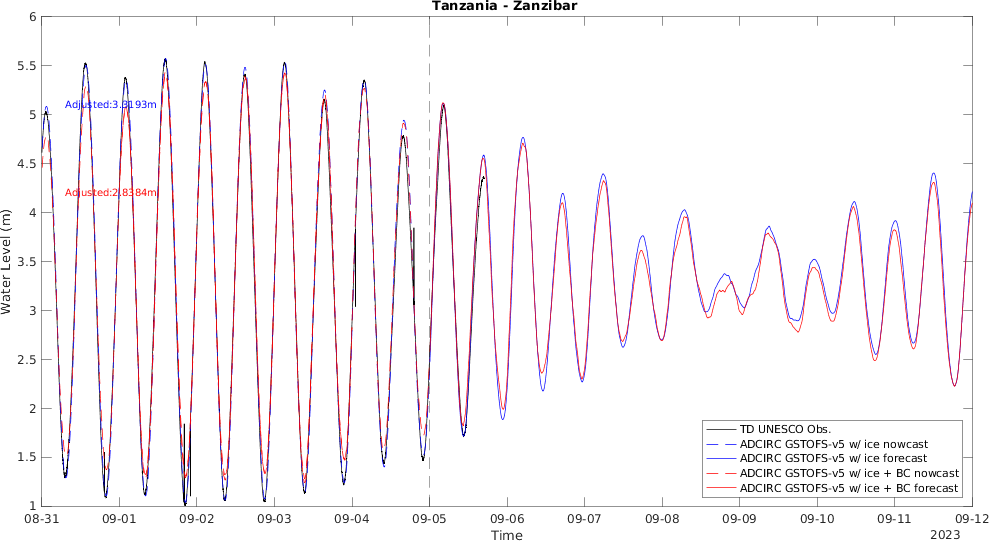 Tanzania - Zanzibar
6
5.5
5
4.5
4
3.5
3
2.5
2
1.5
1
Water Level (m)
Adjusted:3.3193m
Adjusted:2.8384m
TD UNESCO Obs.
ADCIRC GSTOFS-v5 w/ ice nowcast
ADCIRC GSTOFS-v5 w/ ice forecast
ADCIRC GSTOFS-v5 w/ ice + BC nowcast
ADCIRC GSTOFS-v5 w/ ice + BC forecast
08-31 09-01 09-02 09-03 09-04 09-05 09-06 09-07 09-08 09-09 09-10 09-11 09-12
Time
2023